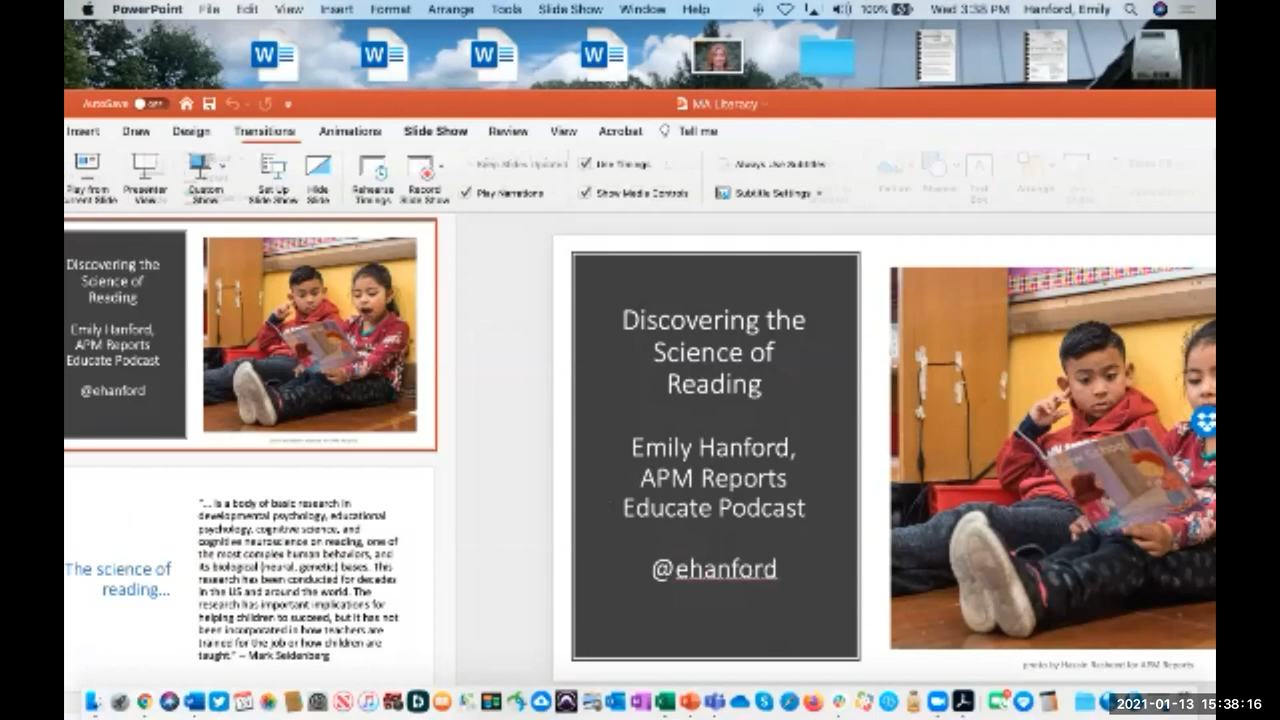 PowerPoint File Edit View Insert Format Arrange Tools Slide Show Window Help 100% Wed 3:38 PM Hanford, Emily
AutoSave OFF MA Literacy
Insert Draw Design Transitions Animations Slide Show Review View Acrobat Tell me
Play from Current Slide
Presenter View
Custom Show
Set Up Slide Show
Hide Slide
Rehearse Timings
Record Slide Show
Keep Slides Updated
Play Narrations
Use Timings
Show Media Controls
Always Use Subtitles
Subtitle Settings
Discovering the
Science of
Reading
Emily Hanford,
APM Reports
Educate Podcast
@ehanford
The science of
reading...
"... is a body of basic research in
developmental psychology, educational
psychology, cognitive science, and
cognitive neuroscience on reading, one of
the most complex human behaviors, and
its biological (neural, genetic) bases. This
research has been conducted for decades
in the US and around the world. The
research has important implications for
helping children to succeed, but it has not
been incorporated in how teachers are
trained for the job or how children are
taught." – Mark Seidenberg
Discovering the
Science of
Reading
Emily Hanford,
APM Reports
Educate Podcast
@ehanford
for APM Reports
2021-01-13 15:38:16